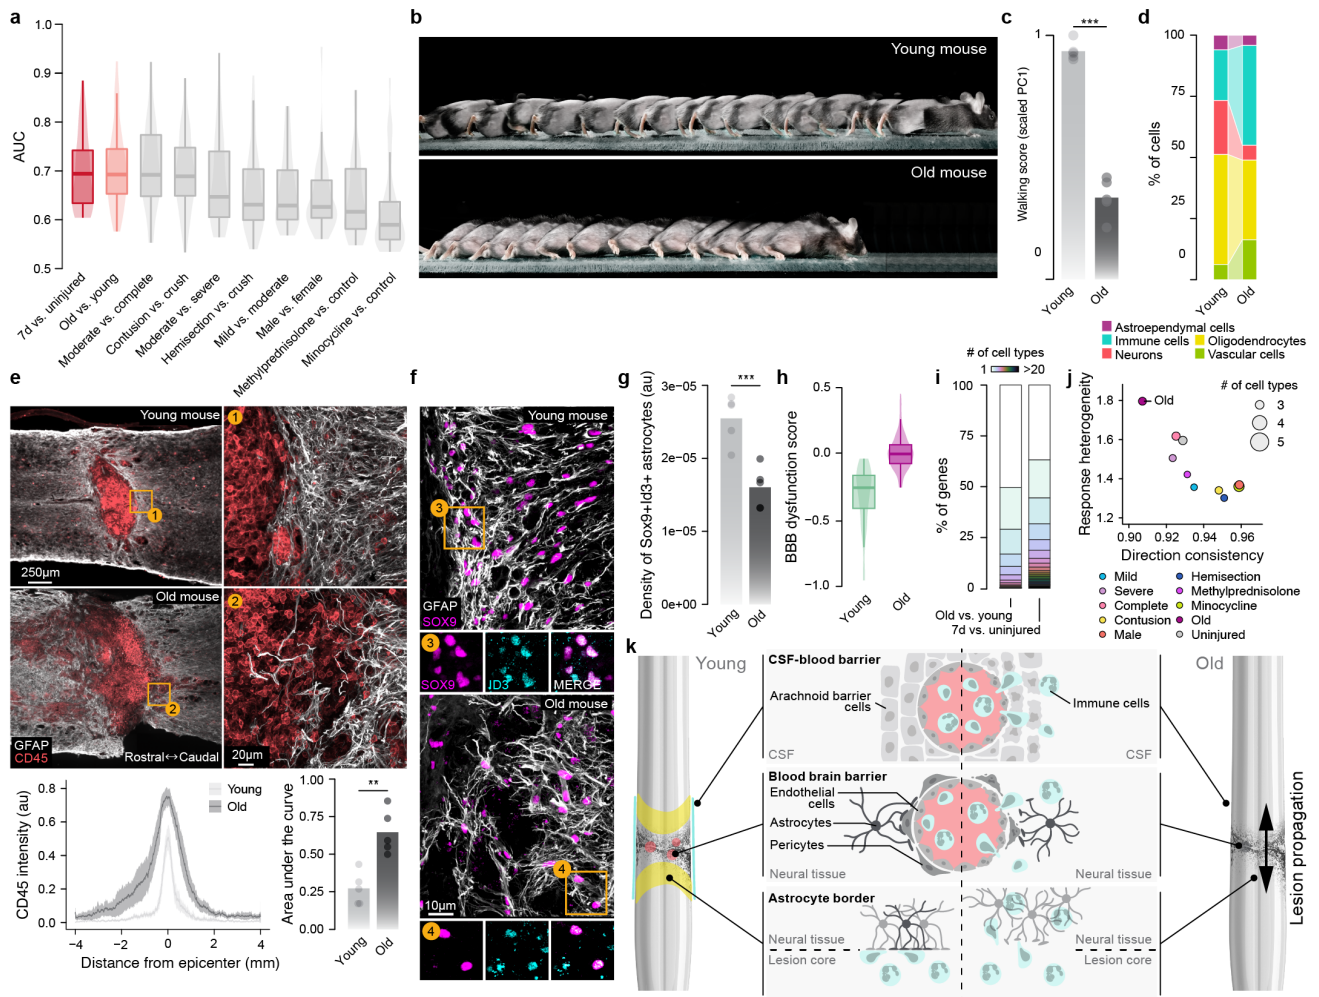 a
1.0
0.9
0.8
0.7
0.6
0.5
AUC
7d vs. uninjured
Old vs. young
Moderate vs. complete
Contusion vs. crush
Moderate vs. severe
Hemisection vs. crush
Mild vs. moderate
Male vs. female
Methylprednisolone vs. control
Minocycline vs. control
b
Young mouse
Old mouse
c
***
1
0
Walking score (scaled PC1)
Young
Old
d
100
75
50
25
0
% of cells
Young
Old
Astroependymal cells
Immune cells
Neurons
Oligodendrocytes
Vascular cells
e
Young mouse
1
250µm
1
Old mouse
2
GFAP
CD45
Rostral↔Caudal
2
20µm
CD45 intensity (au)
0.8
0.6
0.4
0.2
0.0
Young
Old
−4
−2
0
2
4
Distance from epicenter (mm)
Area under the curve
1.00
0.75
0.50
0.25
0.00
**
Young
Old
f
Young mouse
3
GFAP
SOX9
3
SOX9
ID3
MERGE
Old mouse
4
10µm
4
g
Density of Sox9+Id3+ astrocytes (au)
3e−05
2e−05
1e−05
0e+00
***
Young
Old
h
BBB dysfunction score
0.5
0.0
−0.5
−1.0
Young
Old
i
# of cell types
1
>20
% of genes
100
75
50
25
0
Old vs. young
7d vs. uninjured
j
Response heterogeneity
1.8
1.6
1.4
1.2
Old
# of cell types
3
4
5
0.90
0.92
0.94
0.96
Direction consistency
Mild
Severe
Complete
Contusion
Male
Hemisection
Methylprednisolone
Minocycline
Old
Uninjured
k
Young
Old
CSF-blood barrier
Arachnoid barrier
cells
Immune cells
CSF
CSF
Blood brain barrier
Endothelial
cells
Astrocytes
Pericytes
Neural tissue
Neural tissue
Astrocyte border
Neural tissue
Lesion core
Neural tissue
Lesion core
Lesion propagation